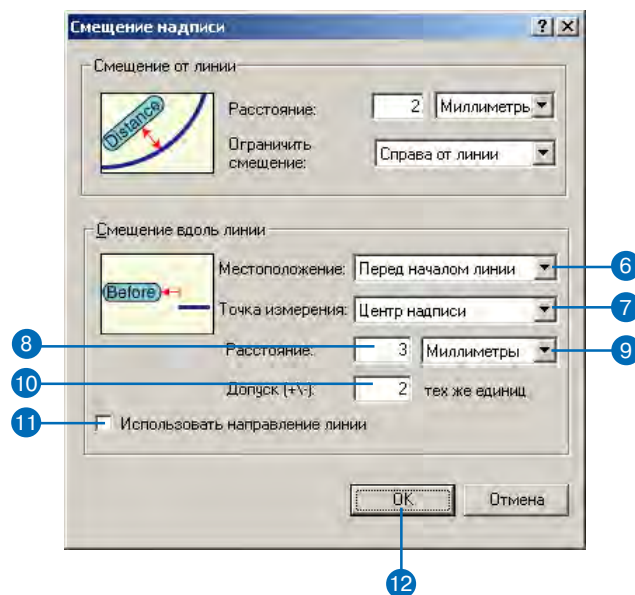 Смещение надписи
? ×
Смещение от линии
Distance
Расстояние: 2 Миллиметрь
Ограничить
смещение: Справа от линии
Смещение вдоль линии
Before
Местоположение: Перед началом линии 6
Точка измерения: Центр надписи 7
8 Расстояние: 3 Миллиметры 9
10 Допуск (+\-): 2 тех же единиц
11 Использовать направление линии
OK Отмена
12